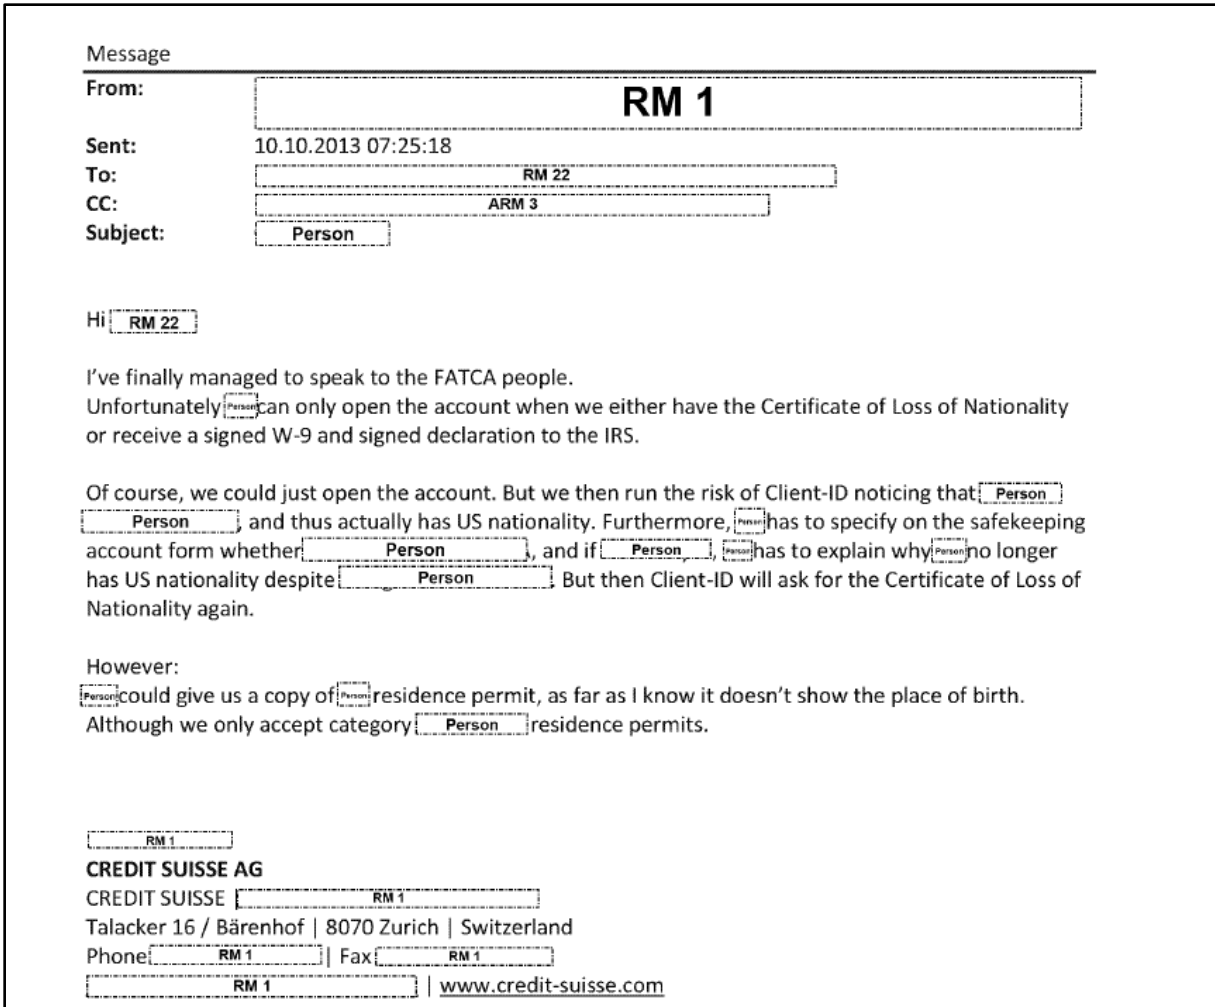 Message
From: RM 1
Sent: 10.10.2013 07:25:18
To: RM 22
CC: ARM 3
Subject: Person
Hi RM 22
I've finally managed to speak to the FATCA people.
Unfortunately Person can only open the account when we either have the Certificate of Loss of Nationality
or receive a signed W-9 and signed declaration to the IRS.
Of course, we could just open the account. But we then run the risk of Client-ID noticing that Person
Person, and thus actually has US nationality. Furthermore, Person has to specify on the safekeeping
account form whether Person, and if Person, Person has to explain why Person no longer
has US nationality despite Person. But then Client-ID will ask for the Certificate of Loss of
Nationality again.
However:
Person could give us a copy of Person residence permit, as far as I know it doesn't show the place of birth.
Although we only accept category Person residence permits.
RM 1
CREDIT SUISSE AG
CREDIT SUISSE RM 1
Talacker 16 / Bärenhof | 8070 Zurich | Switzerland
Phone RM 1 | Fax RM 1
RM 1 | www.credit-suisse.com